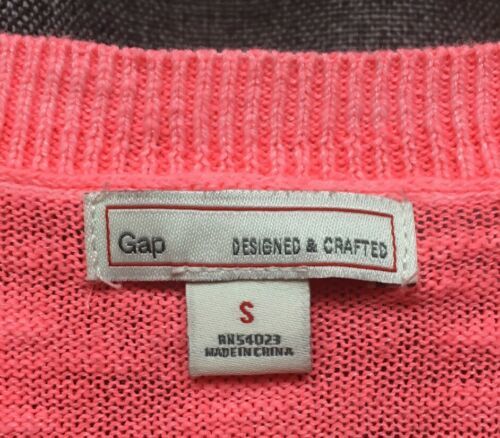 Gap DESIGNED & CRAFTED
S
RN54023
MADE IN CHINA